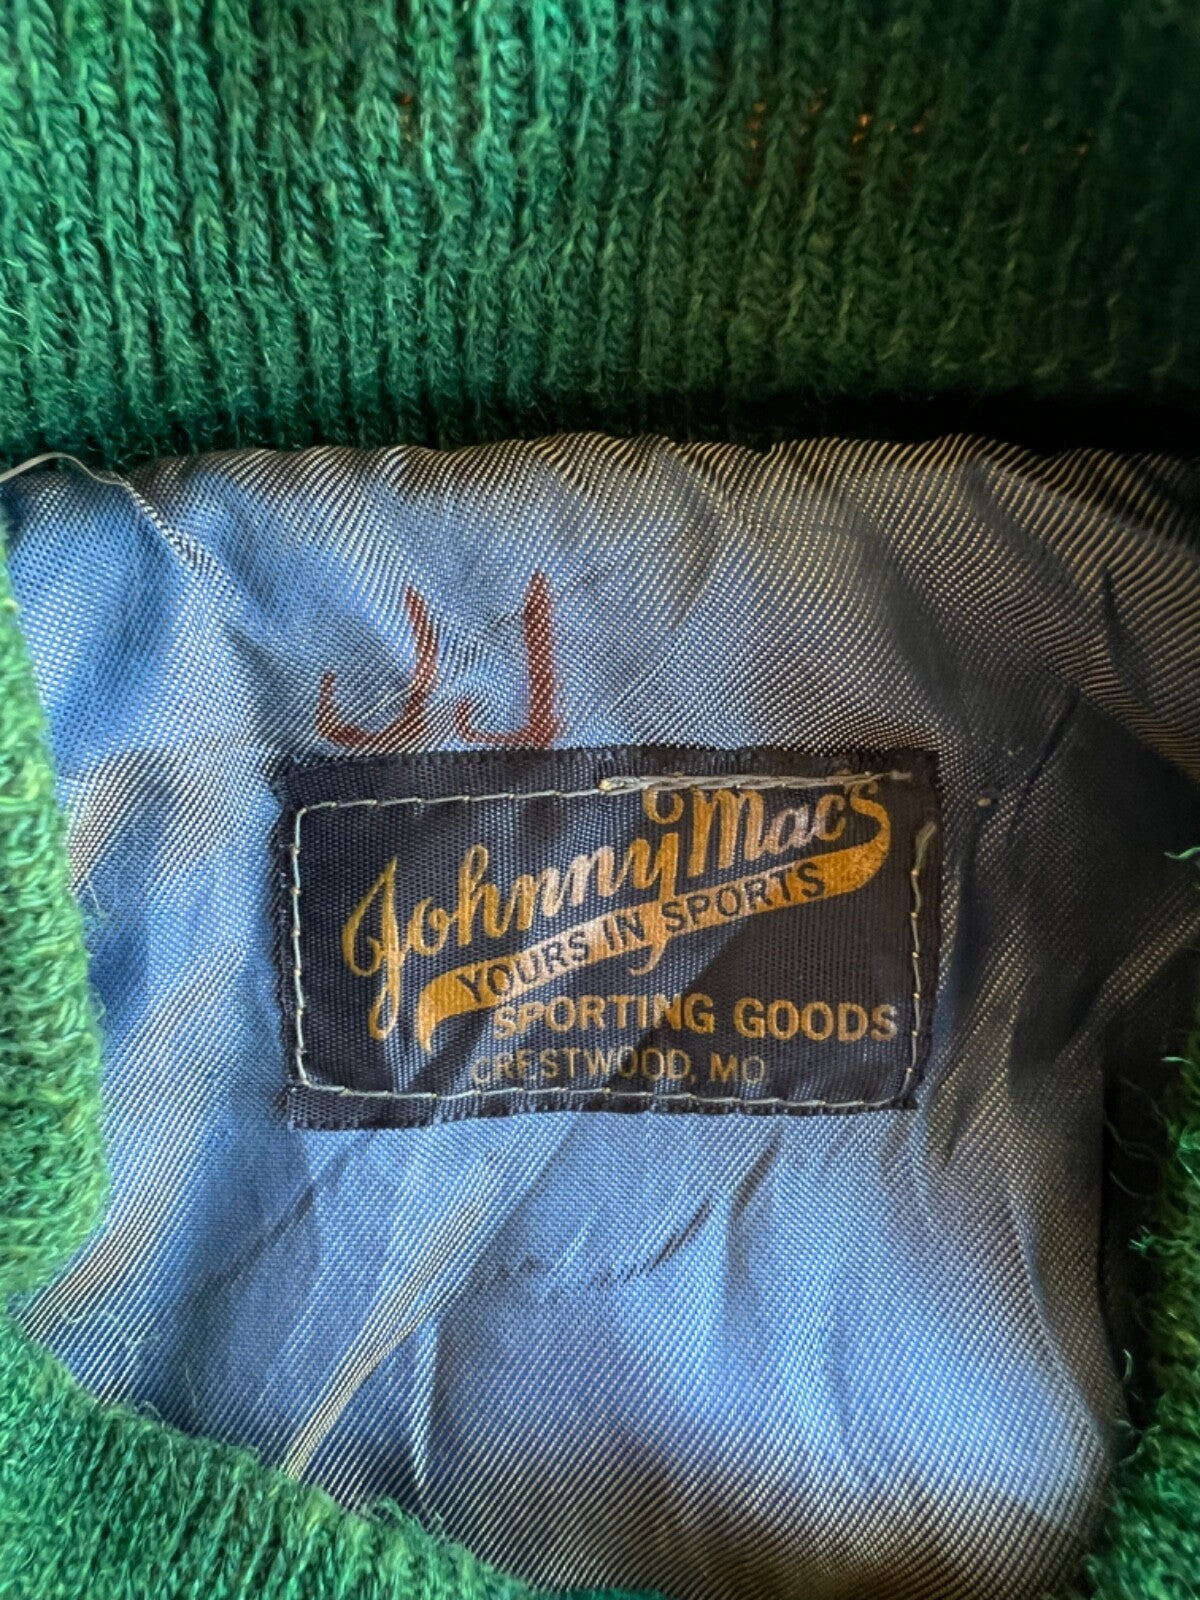 JJ
Johnny Mac's
YOURS IN SPORTS
SPORTING GOODS
CRESTWOOD, MO